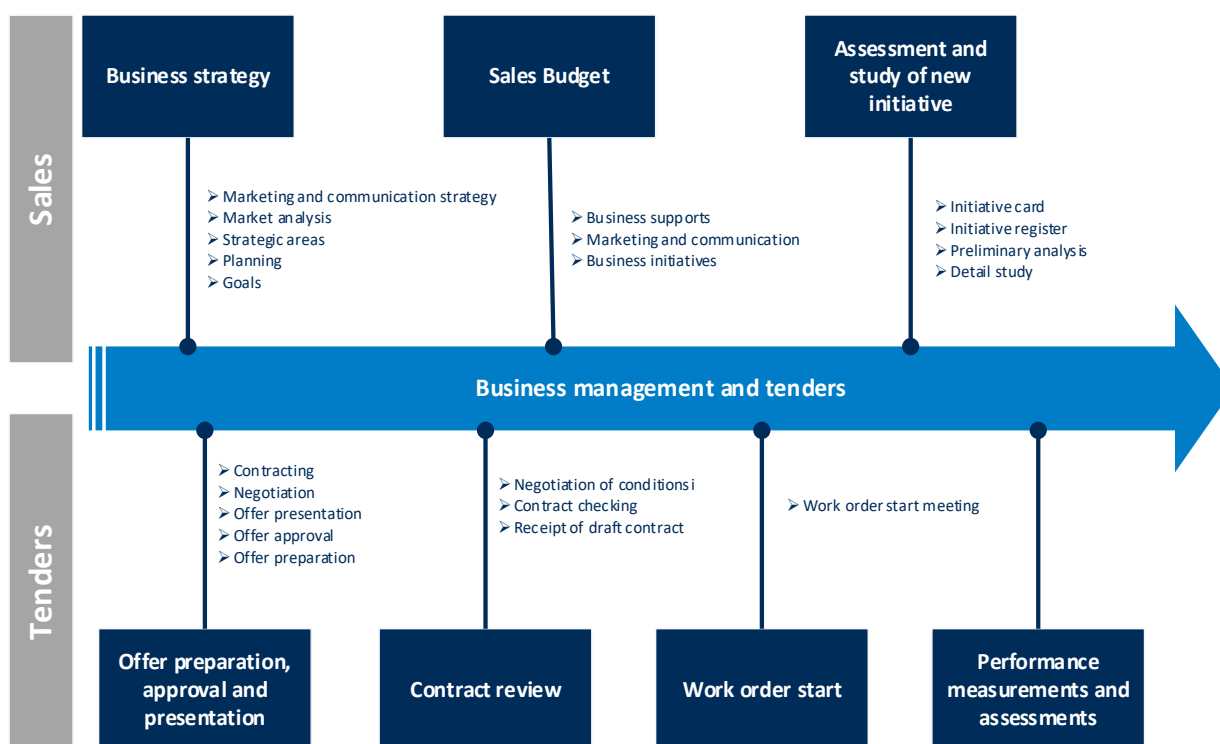 Sales
Business strategy
Sales Budget
Assessment and
study of new
initiative
➢ Marketing and communication strategy
➢ Market analysis
➢ Strategic areas
➢ Planning
➢ Goals
➢ Business supports
➢ Marketing and communication
➢ Business initiatives
➢ Initiative card
➢ Initiative register
➢ Preliminary analysis
➢ Detail study
Business management and tenders
Tenders
➢ Contracting
➢ Negotiation
➢ Offer presentation
➢ Offer approval
➢ Offer preparation
➢ Negotiation of conditions i
➢ Contract checking
➢ Receipt of draft contract
➢ Work order start meeting
Offer preparation,
approval and
presentation
Contract review
Work order start
Performance
measurements and
assessments